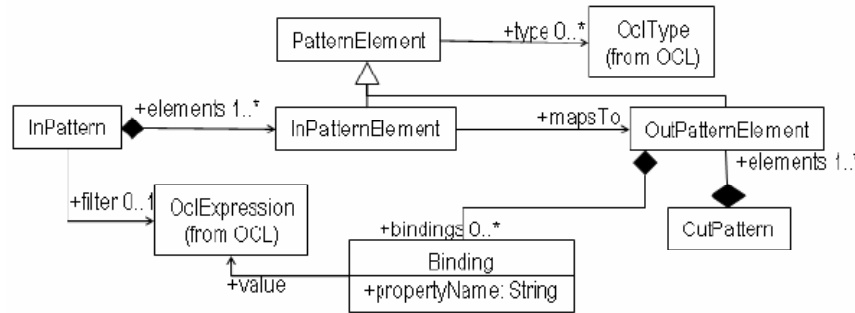 PatternElement
+type 0..*
OclType
(from OCL)
InPattern
+elements 1..*
InPatternElement
+mapsTo
OutPatternElement
+elements 1..*
+filter 0..1
OclExpression
(from OCL)
OutPattern
+bindings 0..*
Binding
+propertyName: String
+value